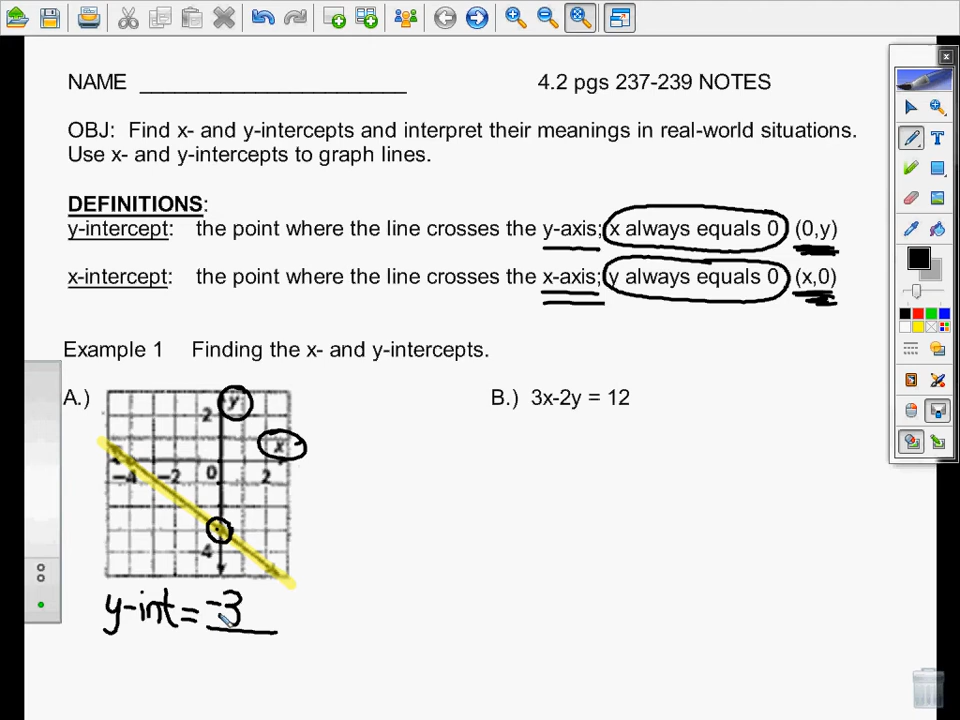 NAME ______________________ 4.2 pgs 237-239 NOTES
OBJ: Find x- and y-intercepts and interpret their meanings in real-world situations.
Use x- and y-intercepts to graph lines.
DEFINITIONS:
y-intercept: the point where the line crosses the y-axis; x always equals 0 (0,y)
x-intercept: the point where the line crosses the x-axis; y always equals 0 (x,0)
Example 1 Finding the x- and y-intercepts.
A.) B.) 3x-2y = 12
y
2
x
-4 -2 0 2
4
y-int = -3